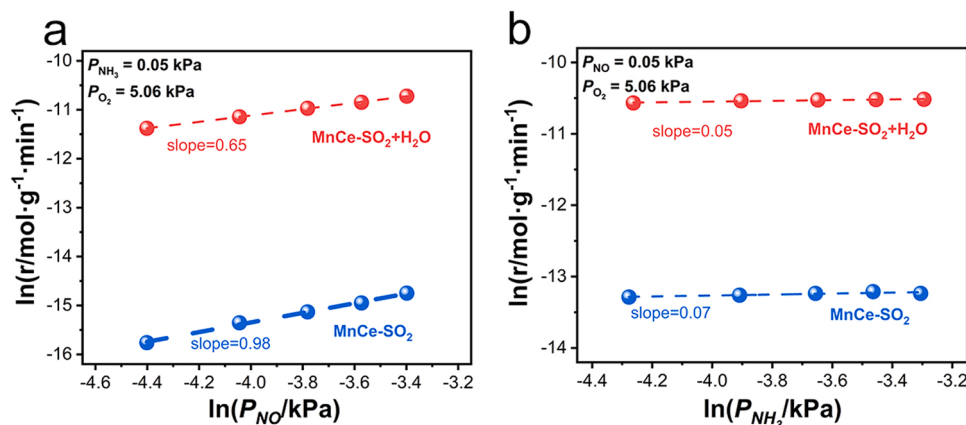 a
P_NH₃ = 0.05 kPa
P_O₂ = 5.06 kPa
slope=0.65
MnCe-SO₂+H₂O
slope=0.98
MnCe-SO₂
-10
-11
-12
-13
-14
-15
-16
-4.6
-4.4
-4.2
-4.0
-3.8
-3.6
-3.4
-3.2
ln(r/mol·g⁻¹·min⁻¹)
ln(P_NO/kPa)
b
P_NO = 0.05 kPa
P_O₂ = 5.06 kPa
slope=0.05
MnCe-SO₂+H₂O
slope=0.07
MnCe-SO₂
-10
-11
-12
-13
-14
-4.4
-4.2
-4.0
-3.8
-3.6
-3.4
-3.2
ln(r/mol·g⁻¹·min⁻¹)
ln(P_NH₃/kPa)